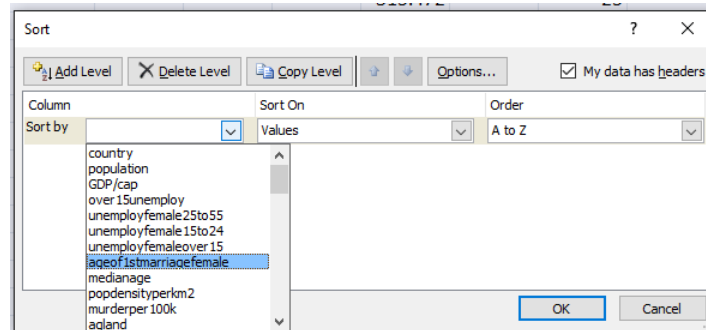 Sort ? ×
Add Level Delete Level Copy Level Options... My data has headers
Column Sort On Order
Sort by Values A to Z
country
population
GDP/cap
over15unemploy
unemployfemale25to55
unemployfemale15to24
unemployfemaleover15
ageof1stmarriagefemale
medianage
popdensityperkm2
murderper100k
agland
OK Cancel